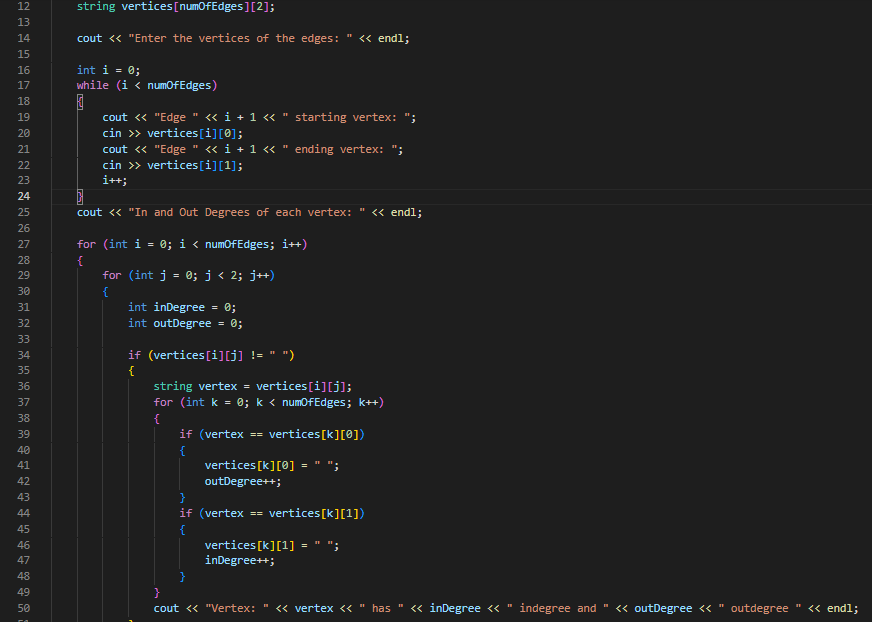 12 string vertices[numOfEdges][2];
13
14 cout << "Enter the vertices of the edges: " << endl;
15
16 int i = 0;
17 while (i < numOfEdges)
18 {
19 cout << "Edge " << i + 1 << " starting vertex: ";
20 cin >> vertices[i][0];
21 cout << "Edge " << i + 1 << " ending vertex: ";
22 cin >> vertices[i][1];
23 i++;
24 }
25 cout << "In and Out Degrees of each vertex: " << endl;
26
27 for (int i = 0; i < numOfEdges; i++)
28 {
29 for (int j = 0; j < 2; j++)
30 {
31 int inDegree = 0;
32 int outDegree = 0;
33
34 if (vertices[i][j] != " ")
35 {
36 string vertex = vertices[i][j];
37 for (int k = 0; k < numOfEdges; k++)
38 {
39 if (vertex == vertices[k][0])
40 {
41 vertices[k][0] = " ";
42 outDegree++;
43 }
44 if (vertex == vertices[k][1])
45 {
46 vertices[k][1] = " ";
47 inDegree++;
48 }
49 }
50 cout << "Vertex: " << vertex << " has " << inDegree << " indegree and " << outDegree << " outdegree " << endl;